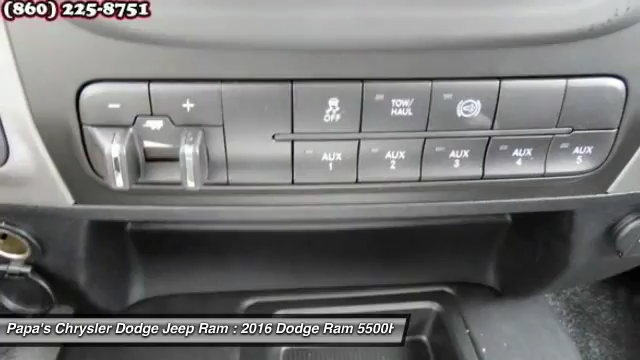 (860) 225-8751
− +
OFF
TOW/
HAUL
AUX
1
AUX
2
AUX
3
AUX
4
AUX
5
Papa's Chrysler Dodge Jeep Ram : 2016 Dodge Ram 5500